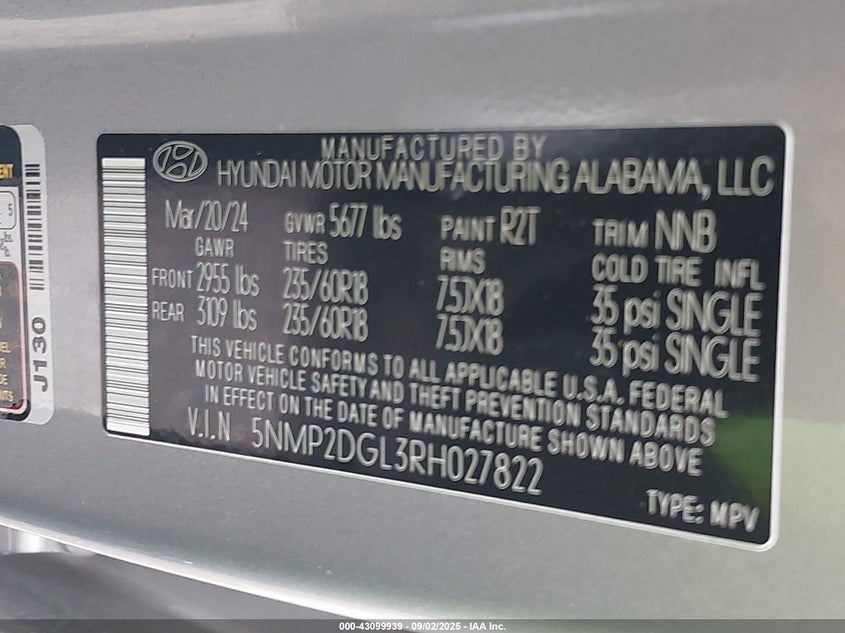 MANUFACTURED BY
HYUNDAI MOTOR MANUFACTURING ALABAMA, LLC
Mar/20/24 GVWR 5677 lbs PAINT R2T TRIM NNB
GAWR TIRES RIMS COLD TIRE INFL
FRONT 2955 lbs 235/60R18 7.5JX18 35 psi SINGLE
REAR 3109 lbs 235/60R18 7.5JX18 35 psi SINGLE
THIS VEHICLE CONFORMS TO ALL APPLICABLE U.S.A. FEDERAL
MOTOR VEHICLE SAFETY AND THEFT PREVENTION STANDARDS
IN EFFECT ON THE DATE OF MANUFACTURE SHOWN ABOVE
V.I.N 5NMP2DGL3RH027822
TYPE: MPV
J130
5
000-43099939 - 09/02/2025 - IAA Inc.